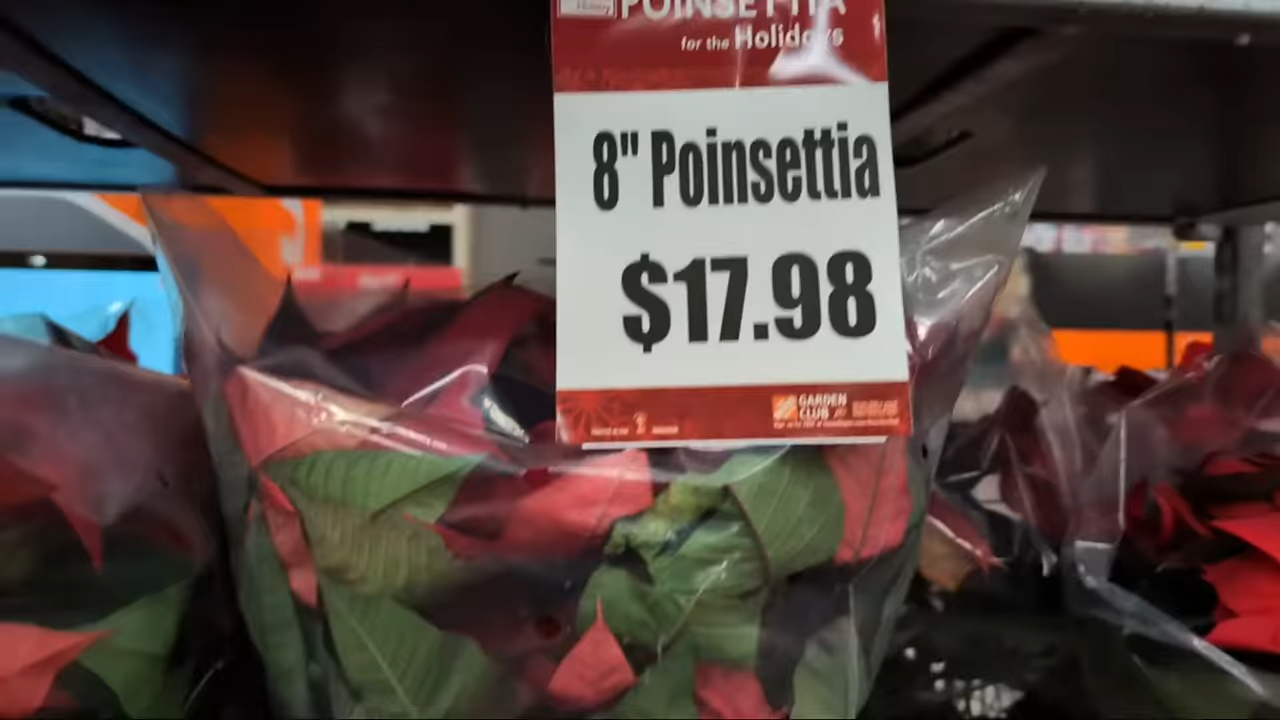 POINSETTIA
for the Holidays
8" Poinsettia
$17.98
GARDEN
CLUB